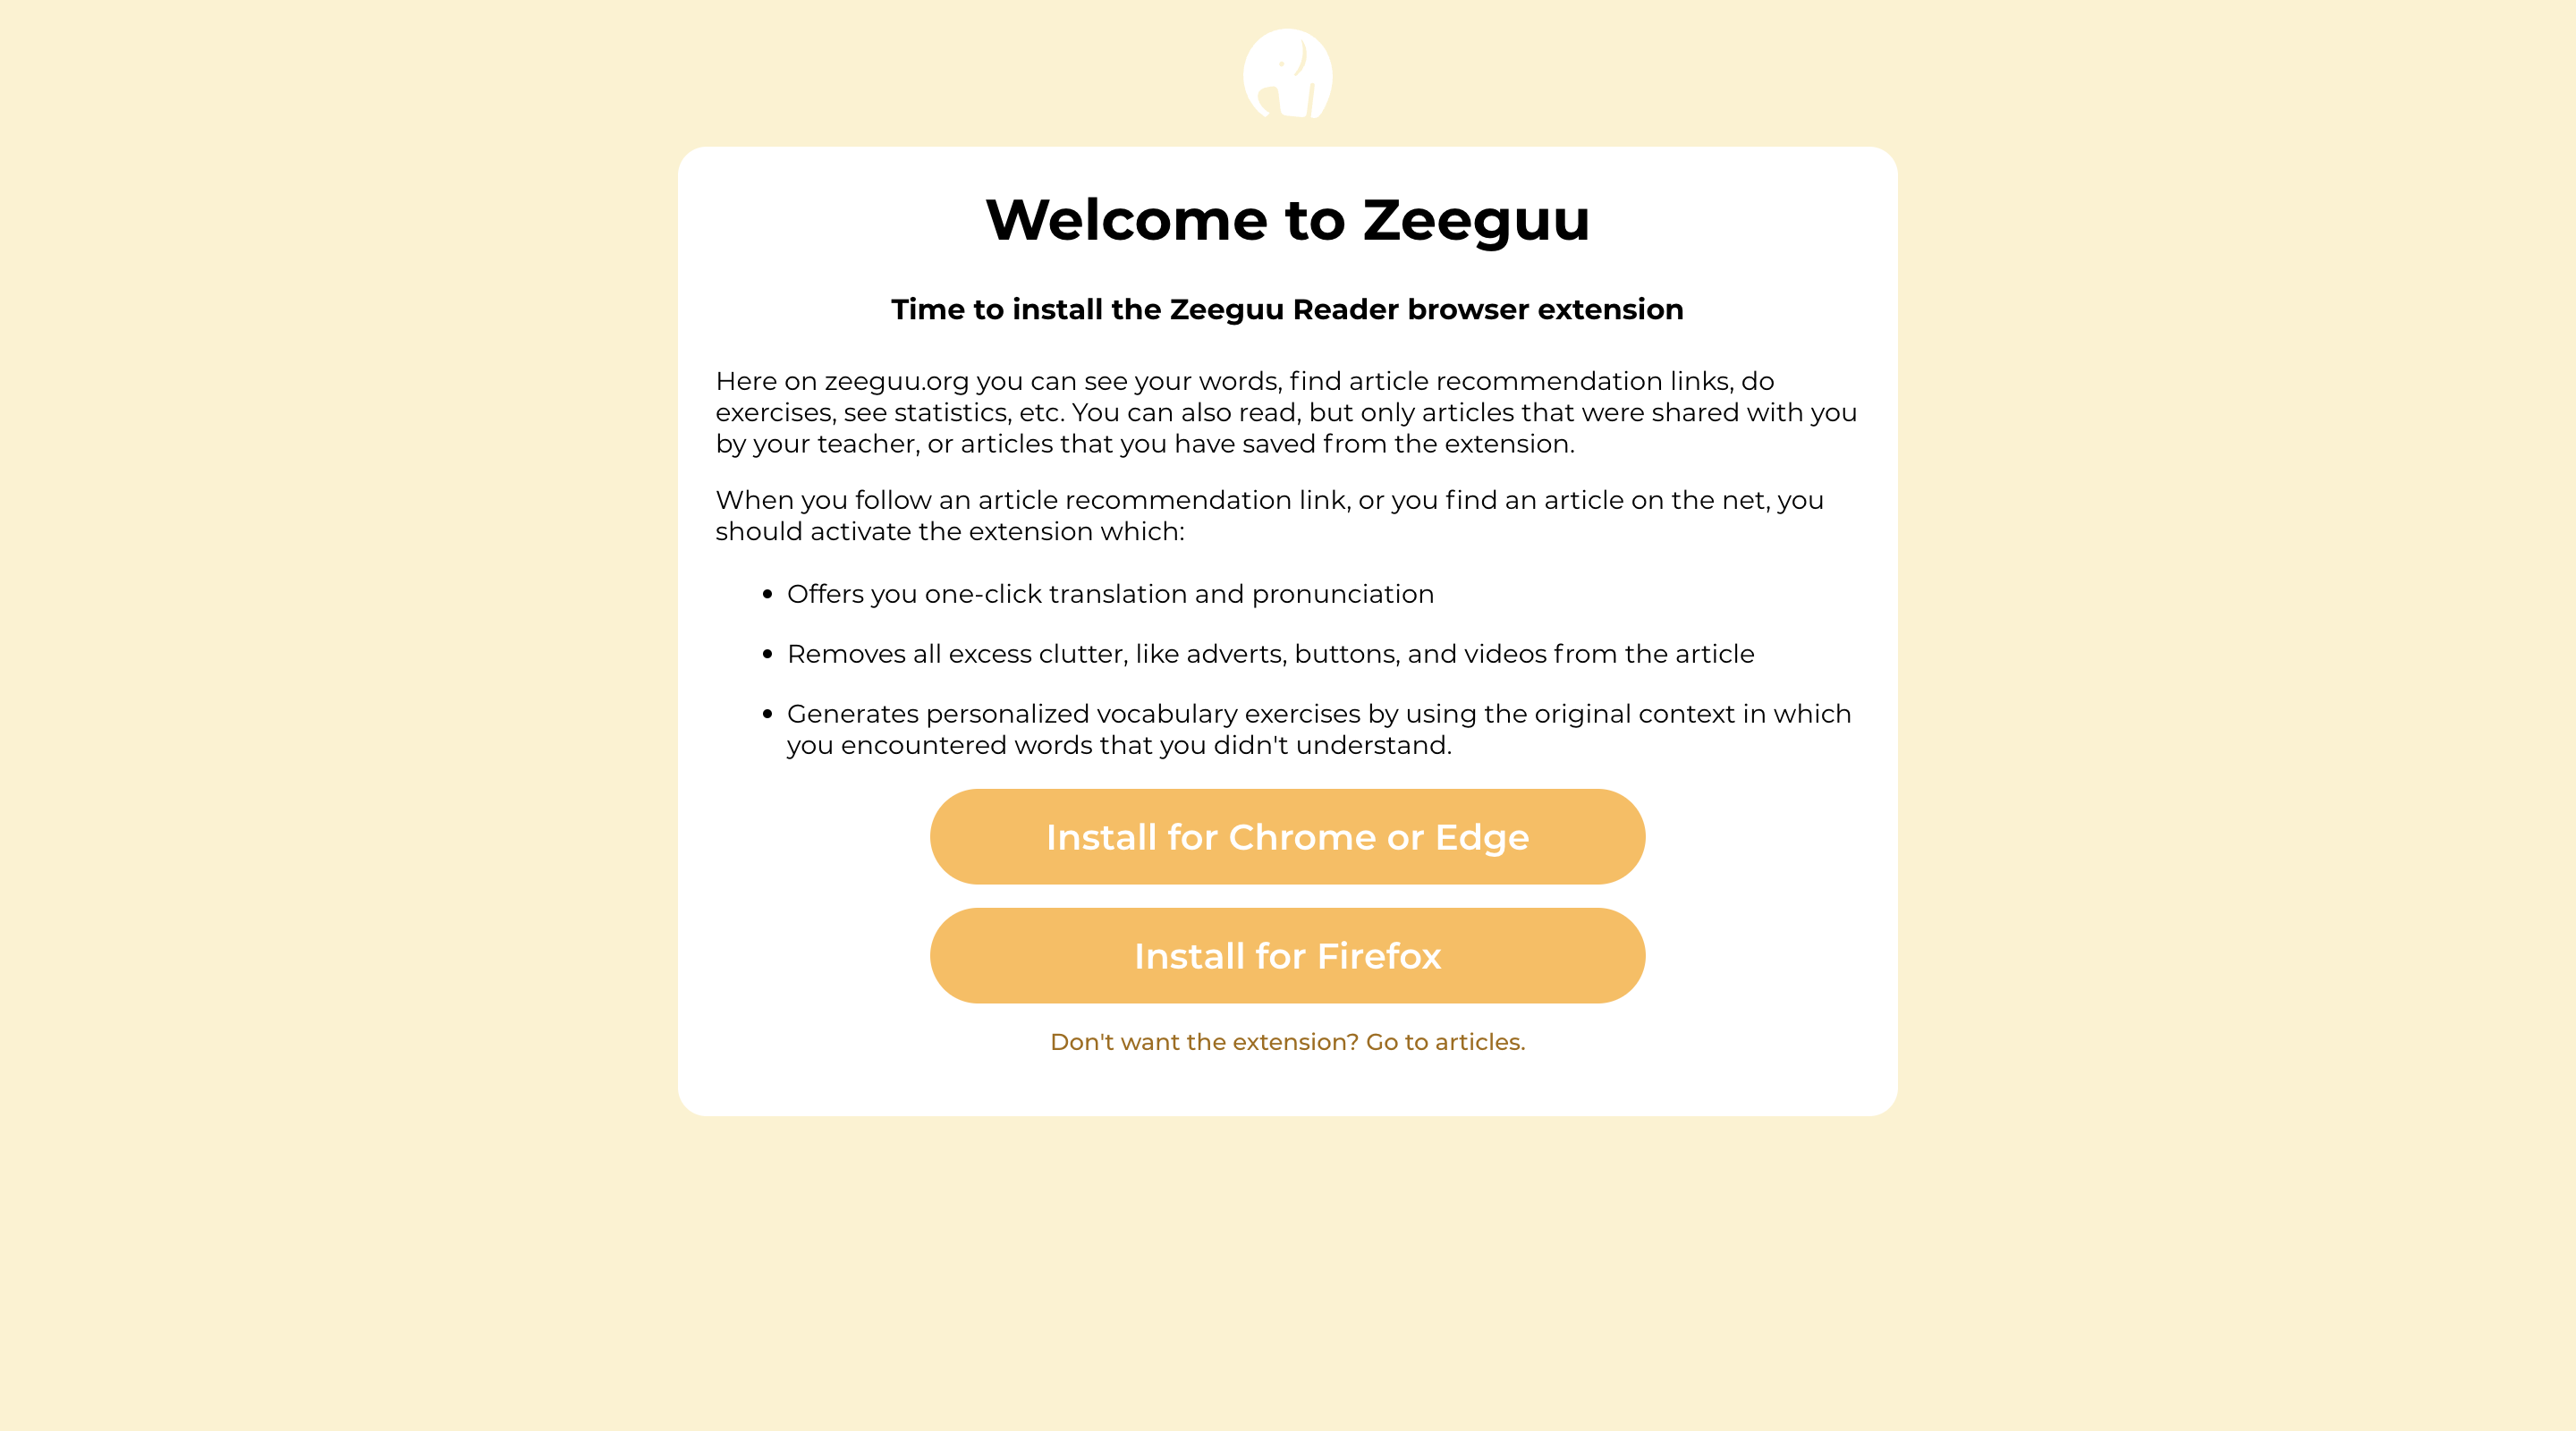 Welcome to Zeeguu
Time to install the Zeeguu Reader browser extension
Here on zeeguu.org you can see your words, find article recommendation links, do
exercises, see statistics, etc. You can also read, but only articles that were shared with you
by your teacher, or articles that you have saved from the extension.
When you follow an article recommendation link, or you find an article on the net, you
should activate the extension which:
• Offers you one-click translation and pronunciation
• Removes all excess clutter, like adverts, buttons, and videos from the article
• Generates personalized vocabulary exercises by using the original context in which
you encountered words that you didn't understand.
Install for Chrome or Edge
Install for Firefox
Don't want the extension? Go to articles.